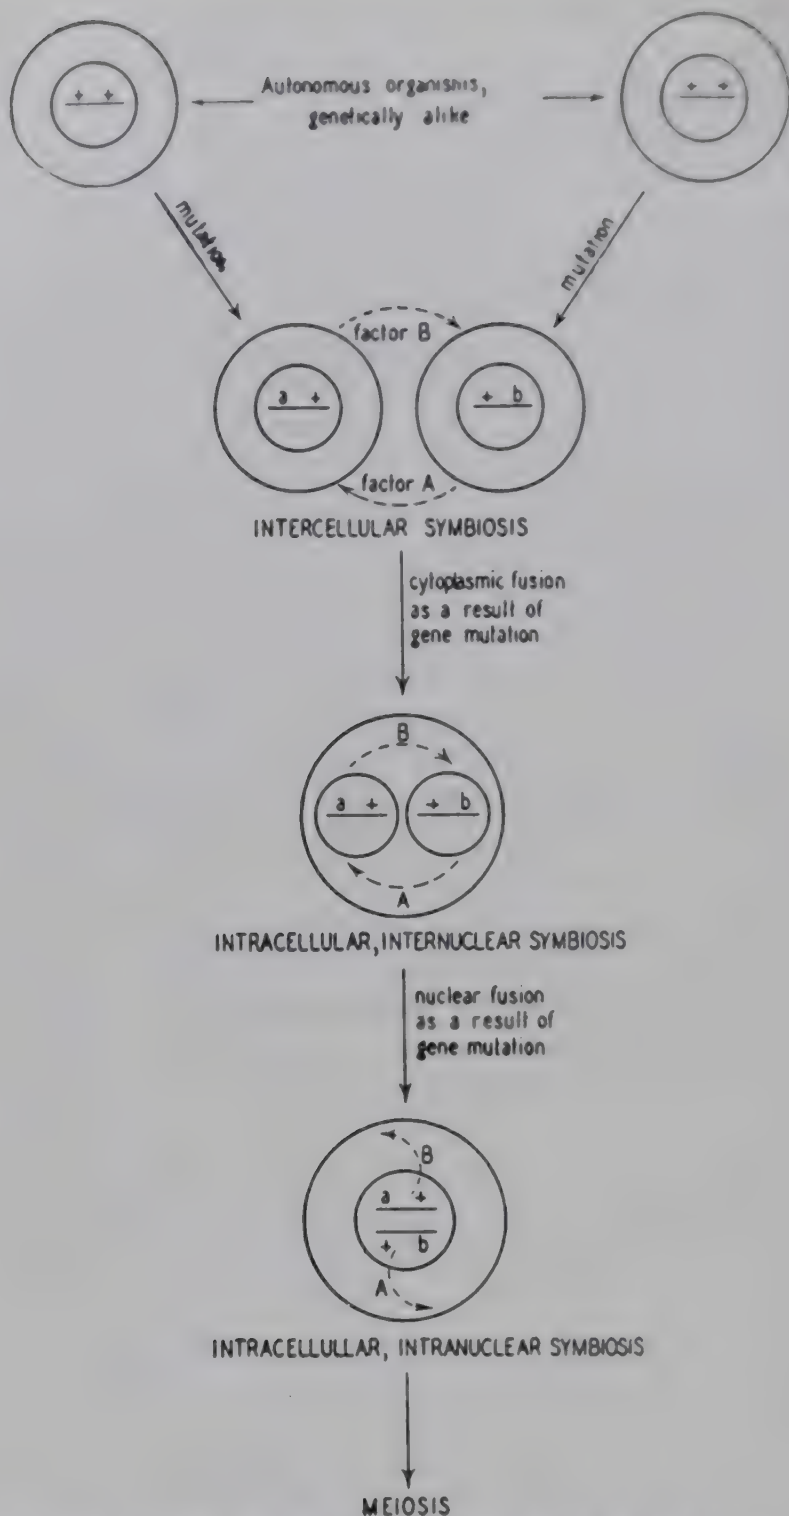 + +
Autonomous organisms,
genetically alike
+ +
mutation
mutation
factor B
a +
+ b
factor A
INTERCELLULAR SYMBIOSIS
cytoplasmic fusion
as a result of
gene mutation
B
a +
+ b
A
INTRACELLULAR, INTERNUCLEAR SYMBIOSIS
nuclear fusion
as a result of
gene mutation
B
a +
+ b
A
INTRACELLULLAR, INTRANUCLEAR SYMBIOSIS
MEIOSIS